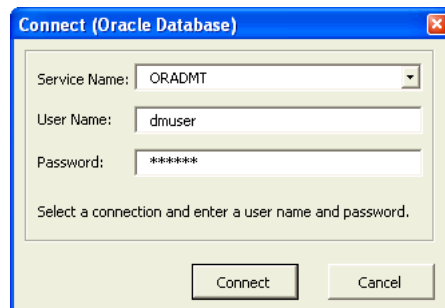 Connect (Oracle Database)
Service Name: ORADMT
User Name: dmuser
Password: ******
Select a connection and enter a user name and password.
Connect Cancel